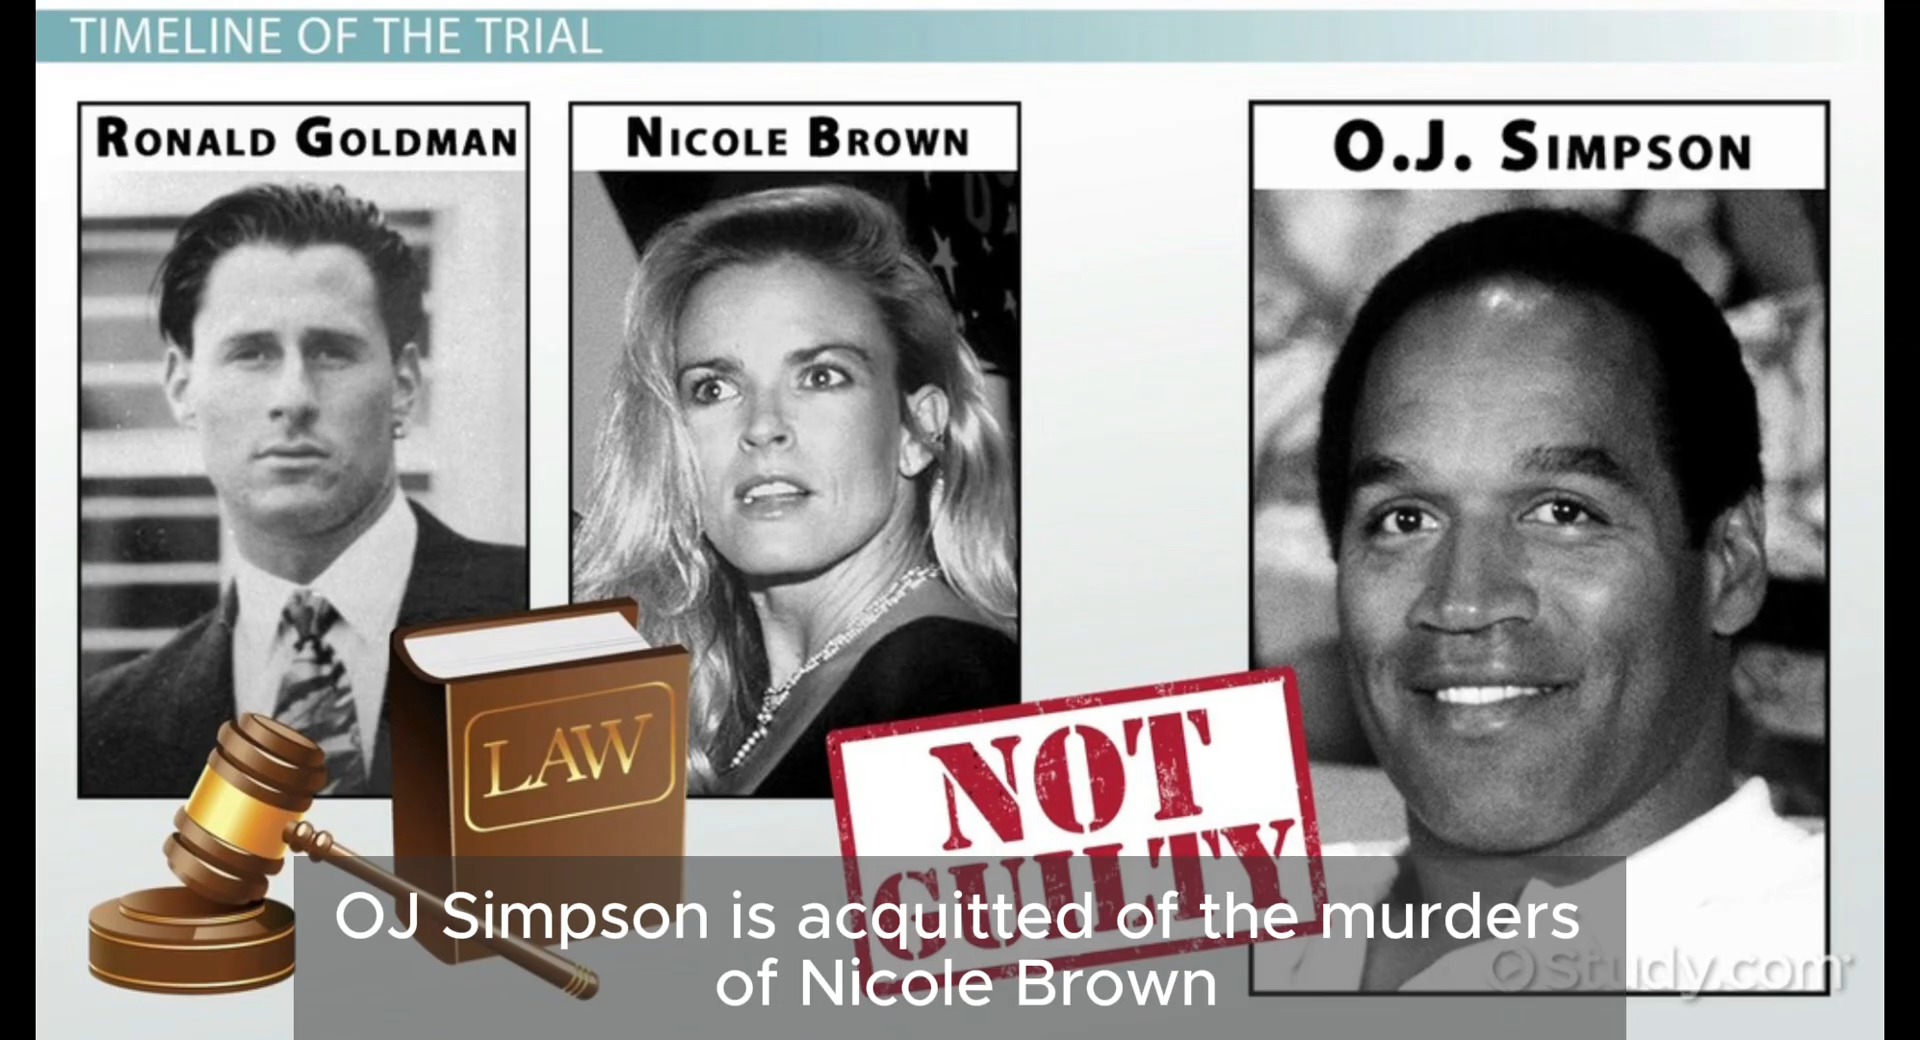 TIMELINE OF THE TRIAL
RONALD GOLDMAN
NICOLE BROWN
O.J. SIMPSON
LAW
NOT
GUILTY
OJ Simpson is acquitted of the murders
of Nicole Brown
Study.com